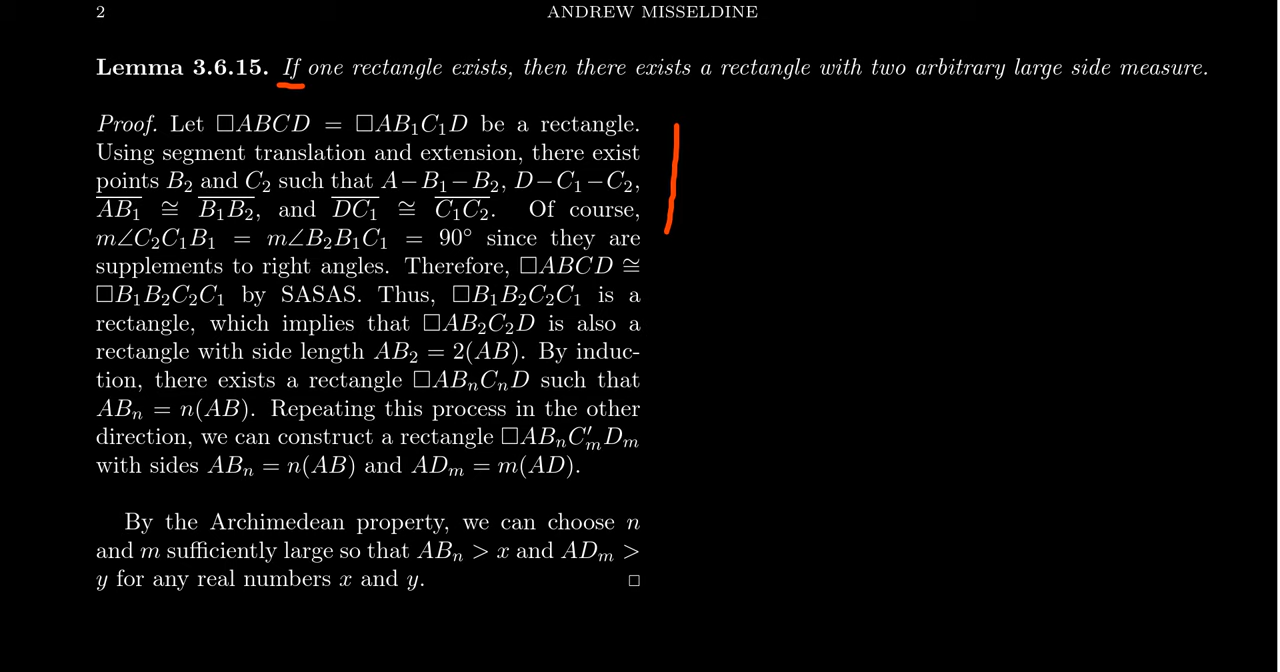 2
ANDREW MISSELDINE
Lemma 3.6.15. If one rectangle exists, then there exists a rectangle with two arbitrary large side measure.
Proof. Let □ABCD = □AB₁C₁D be a rectangle.
Using segment translation and extension, there exist
points B₂ and C₂ such that A−B₁−B₂, D−C₁−C₂,
A̅B̅₁ ≅ B̅₁B̅₂, and D̅C̅₁ ≅ C̅₁C̅₂. Of course,
m∠C₂C₁B₁ = m∠B₂B₁C₁ = 90° since they are
supplements to right angles. Therefore, □ABCD ≅
□B₁B₂C₂C₁ by SASAS. Thus, □B₁B₂C₂C₁ is a
rectangle, which implies that □AB₂C₂D is also a
rectangle with side length AB₂ = 2(AB). By induc-
tion, there exists a rectangle □ABₙCₙD such that
ABₙ = n(AB). Repeating this process in the other
direction, we can construct a rectangle □ABₙC′ₘDₘ
with sides ABₙ = n(AB) and ADₘ = m(AD).
By the Archimedean property, we can choose n
and m sufficiently large so that ABₙ > x and ADₘ >
y for any real numbers x and y. □